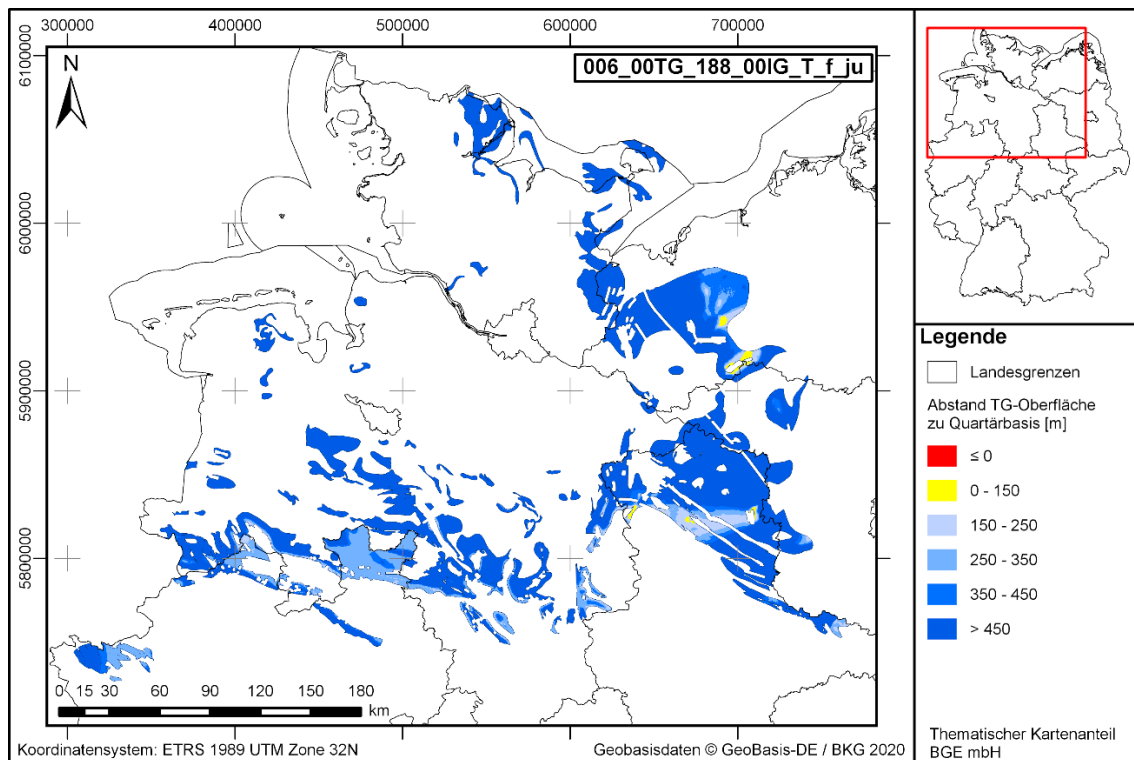 300000 400000 500000 600000 700000
6100000
6000000
5900000
5800000
N
006_00TG_188_00IG_T_f_ju
0 15 30 60 90 120 150 180
km
Koordinatensystem: ETRS 1989 UTM Zone 32N
Geobasisdaten © GeoBasis-DE / BKG 2020
Legende
Landesgrenzen
Abstand TG-Oberfläche
zu Quartärbasis [m]
≤ 0
0 - 150
150 - 250
250 - 350
350 - 450
> 450
Thematischer Kartenanteil
BGE mbH